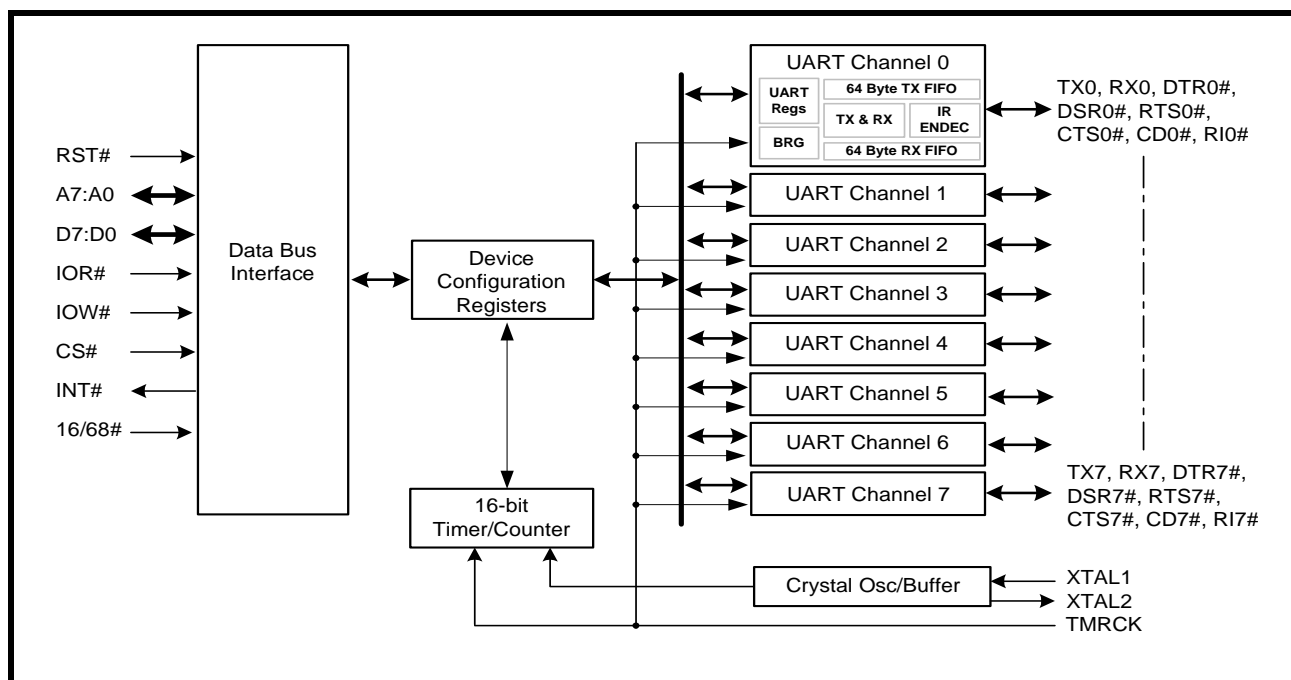 RST#
A7:A0
D7:D0
IOR#
IOW#
CS#
INT#
16/68#
Data Bus
Interface
Device
Configuration
Registers
16-bit
Timer/Counter
UART Channel 0
UART
Regs
BRG
64 Byte TX FIFO
TX & RX
IR
ENDEC
64 Byte RX FIFO
UART Channel 1
UART Channel 2
UART Channel 3
UART Channel 4
UART Channel 5
UART Channel 6
UART Channel 7
Crystal Osc/Buffer
TX0, RX0, DTR0#,
DSR0#, RTS0#,
CTS0#, CD0#, RI0#
TX7, RX7, DTR7#,
DSR7#, RTS7#,
CTS7#, CD7#, RI7#
XTAL1
XTAL2
TMRCK